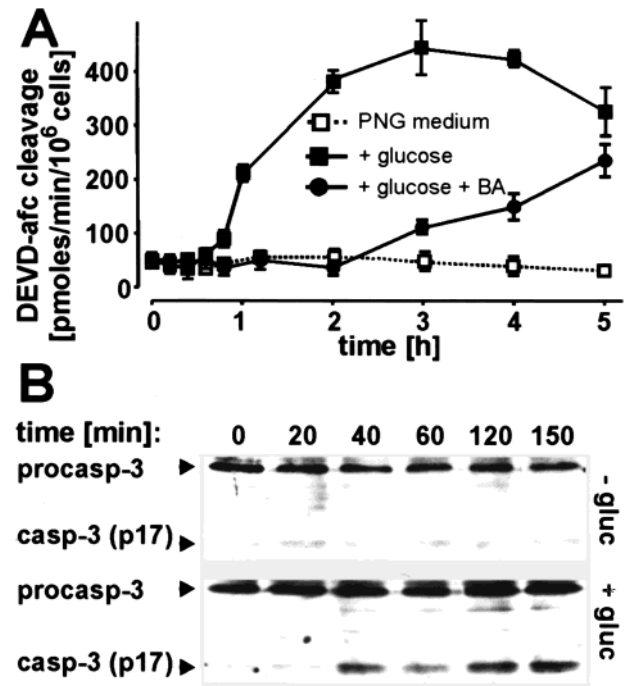 A
DEVD-afc cleavage
[pmoles/min/10⁶ cells]
400
300
200
100
0
PNG medium
+ glucose
+ glucose + BA
0 1 2 3 4 5
time [h]
B
time [min]: 0 20 40 60 120 150
procasp-3
casp-3 (p17)
- gluc
procasp-3
casp-3 (p17)
+ gluc